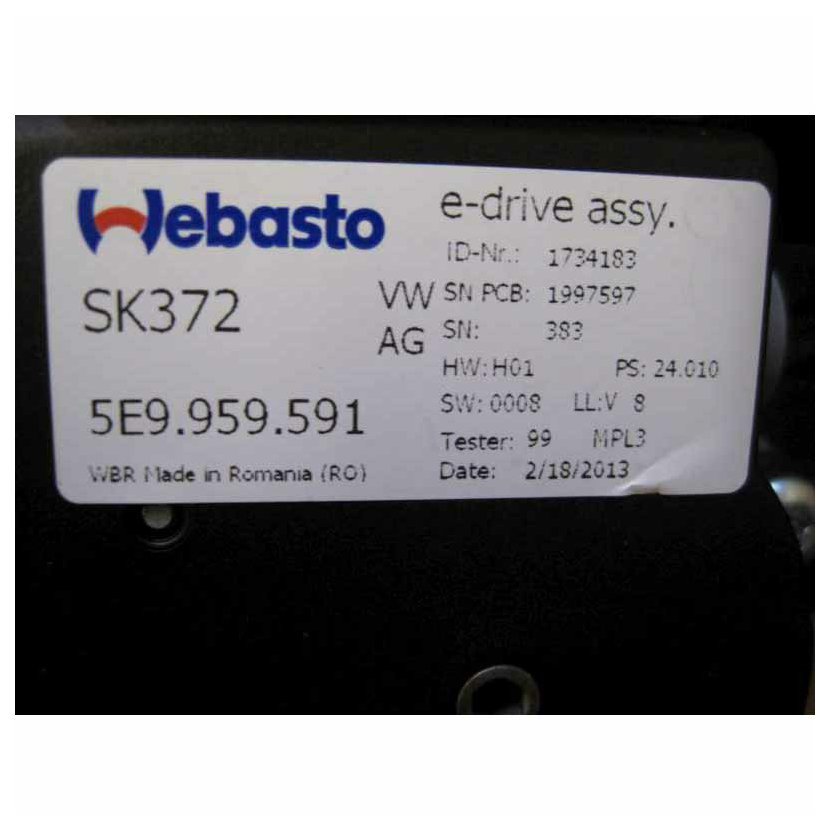 Webasto
SK372
VW
AG
5E9.959.591
WBR Made in Romania (RO)
e-drive assy.
ID-Nr.: 1734183
SN PCB: 1997597
SN: 383
HW: H01 PS: 24.010
SW: 0008 LL:V 8
Tester: 99 MPL3
Date: 2/18/2013